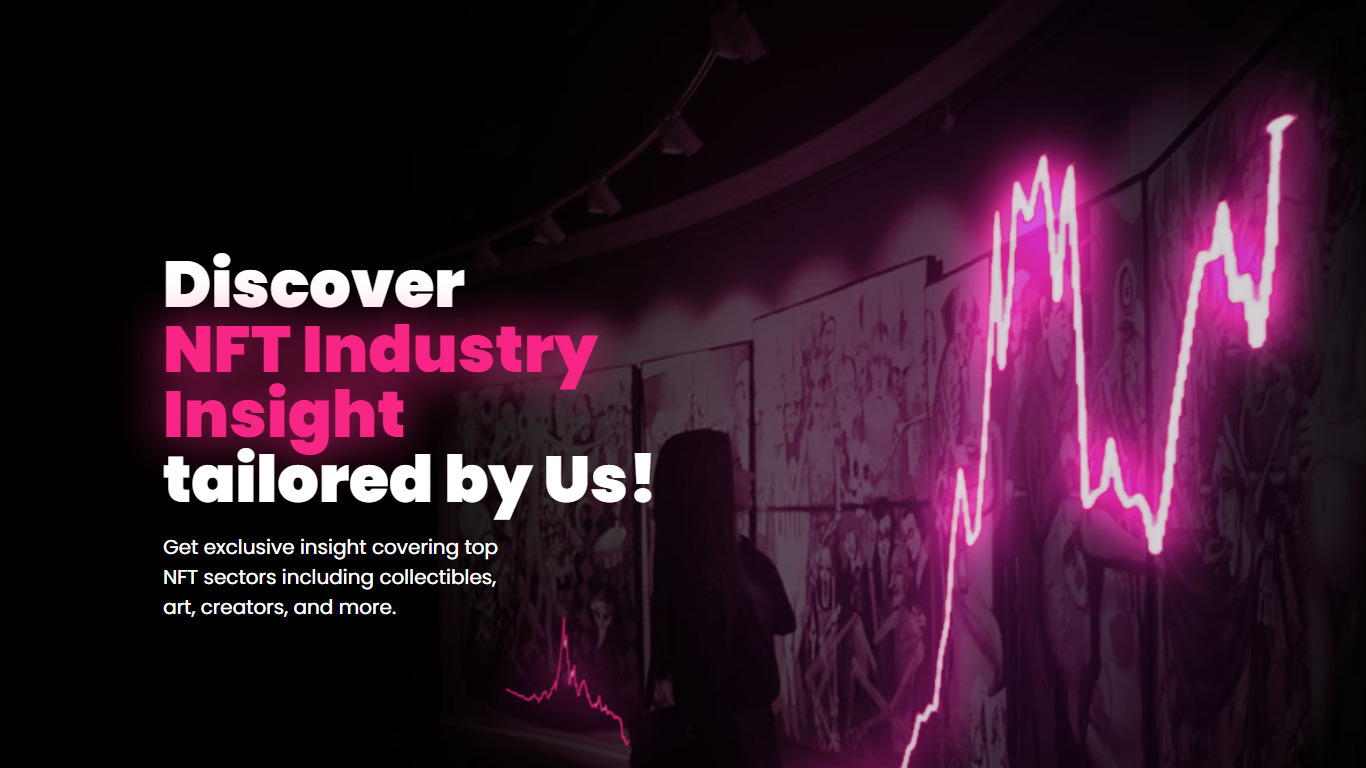 Discover
NFT Industry
Insight
tailored by Us!
Get exclusive insight covering top
NFT sectors including collectibles,
art, creators, and more.